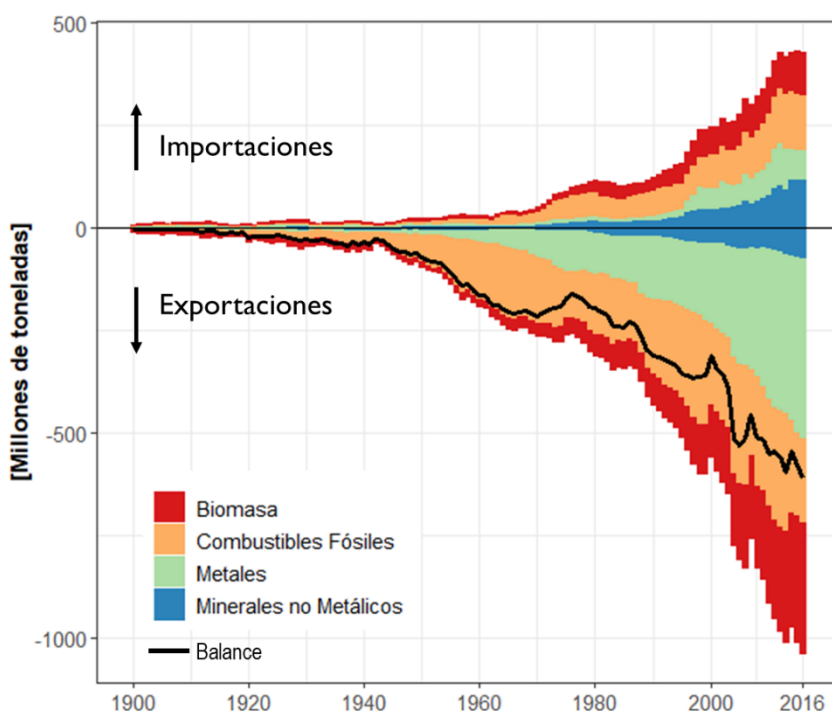 500
Importaciones
0
Exportaciones
[Millones de toneladas]
-500
Biomasa
Combustibles Fósiles
Metales
Minerales no Metálicos
-1000
Balance
1900 1920 1940 1960 1980 2000 2016